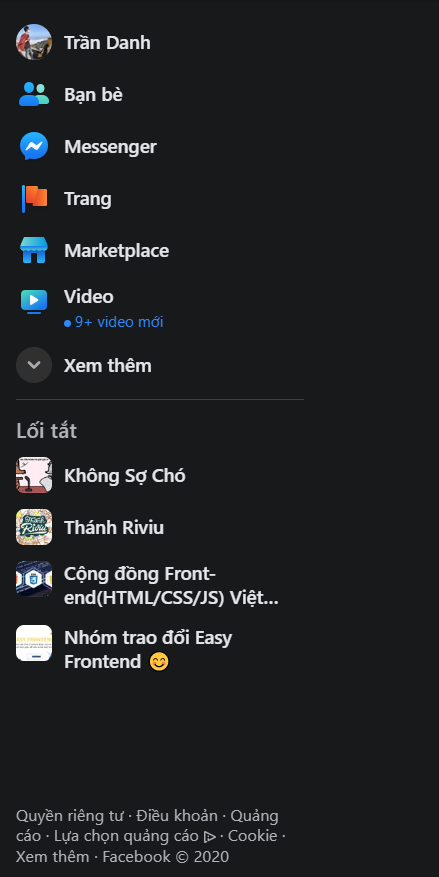 Trần Danh
Bạn bè
Messenger
Trang
Marketplace
Video
9+ video mới
Xem thêm
Lối tắt
Không Sợ Chó
Thánh Riviu
Cộng đồng Front-
end(HTML/CSS/JS) Việt...
Nhóm trao đổi Easy
Frontend 😊
Quyền riêng tư · Điều khoản · Quảng
cáo · Lựa chọn quảng cáo · Cookie ·
Xem thêm · Facebook © 2020